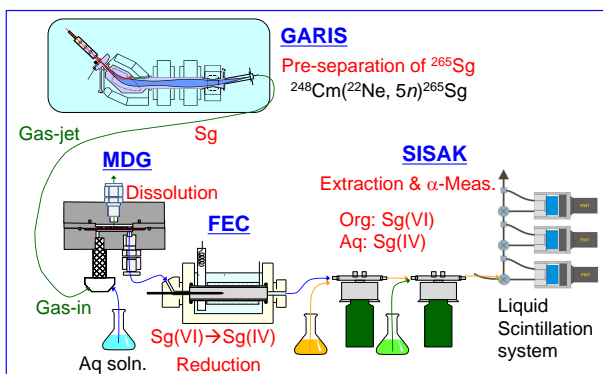 GARIS
Pre-separation of ²⁶⁵Sg
²⁴⁸Cm(²²Ne, 5n)²⁶⁵Sg
Gas-jet
Sg
MDG
SISAK
Dissolution
Extraction & α-Meas.
FEC
Org: Sg(VI)
Aq: Sg(IV)
PMT
PMT
PMT
Gas-in
Liquid
Scintillation
system
Sg(VI)→Sg(IV)
Reduction
Aq soln.